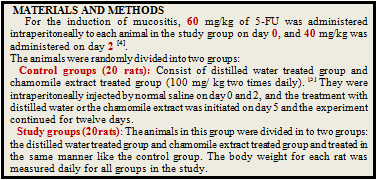 MATERIALS AND METHODS
For the induction of mucositis, 60 mg/kg of 5-FU was administered
intraperitoneally to each animal in the study group on day 0, and 40 mg/kg was
administered on day 2 [4].
The animals were randomly divided into two groups:
Control groups (20 rats): Consist of distilled water treated group and
chamomile extract treated group (100 mg/ kg two times daily). [5] They were
intraperitoneally injected by normal saline on day 0 and 2, and the treatment with
distilled water or the chamomile extract was initiated on day 5 and the experiment
continued for twelve days.
Study groups (20rats): The animals in this group were divided in to two groups:
the distilled water treated group and chamomile extract treated group and treated in
the same manner like the control group. The body weight for each rat was
measured daily for all groups in the study.